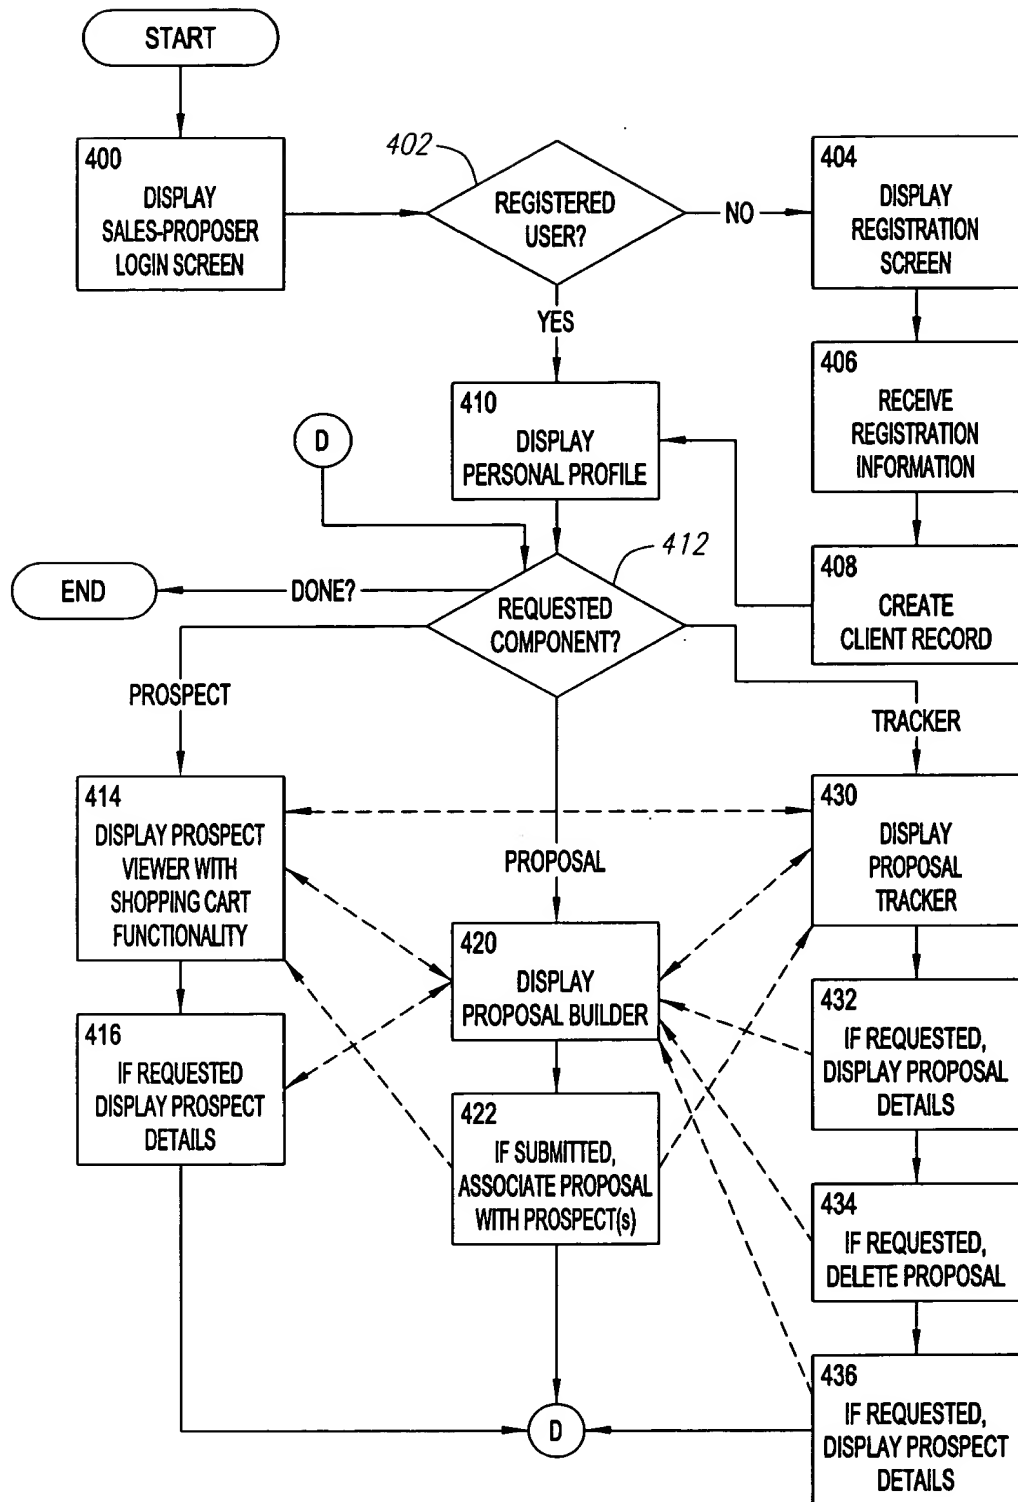 START
400
DISPLAY
SALES-PROPOSER
LOGIN SCREEN
402
REGISTERED
USER?
NO
404
DISPLAY
REGISTRATION
SCREEN
YES
406
RECEIVE
REGISTRATION
INFORMATION
410
DISPLAY
PERSONAL PROFILE
D
412
408
CREATE
CLIENT RECORD
END
DONE?
REQUESTED
COMPONENT?
PROSPECT
TRACKER
414
DISPLAY PROSPECT
VIEWER WITH
SHOPPING CART
FUNCTIONALITY
PROPOSAL
430
DISPLAY
PROPOSAL
TRACKER
420
DISPLAY
PROPOSAL BUILDER
416
IF REQUESTED
DISPLAY PROSPECT
DETAILS
432
IF REQUESTED,
DISPLAY PROPOSAL
DETAILS
422
IF SUBMITTED,
ASSOCIATE PROPOSAL
WITH PROSPECT(s)
434
IF REQUESTED,
DELETE PROPOSAL
D
436
IF REQUESTED,
DISPLAY PROSPECT
DETAILS